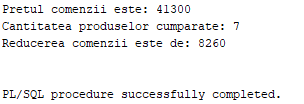 Pretul comenzii este: 41300
Cantitatea produselor cumparate: 7
Reducerea comenzii este de: 8260
PL/SQL procedure successfully completed.